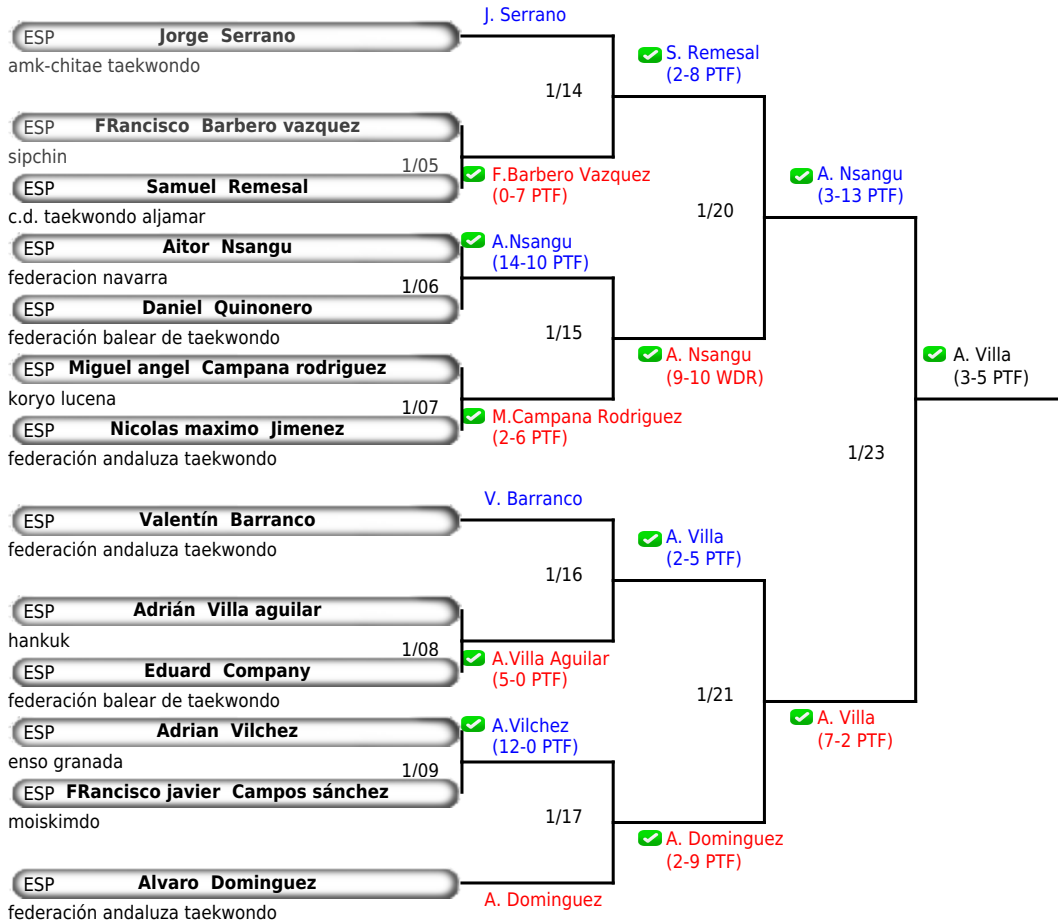 J. Serrano
ESP Jorge Serrano
amk-chitae taekwondo
S. Remesal
(2-8 PTF)
1/14
ESP FRancisco Barbero vazquez
sipchin
1/05
F.Barbero Vazquez
(0-7 PTF)
A. Nsangu
(3-13 PTF)
ESP Samuel Remesal
c.d. taekwondo aljamar
1/20
ESP Aitor Nsangu
A.Nsangu
(14-10 PTF)
federacion navarra
1/06
ESP Daniel Quinonero
federación balear de taekwondo
1/15
A. Nsangu
(9-10 WDR)
A. Villa
(3-5 PTF)
ESP Miguel angel Campana rodriguez
koryo lucena
1/07
M.Campana Rodriguez
(2-6 PTF)
ESP Nicolas maximo Jimenez
federación andaluza taekwondo
1/23
V. Barranco
ESP Valentín Barranco
federación andaluza taekwondo
A. Villa
(2-5 PTF)
1/16
ESP Adrián Villa aguilar
hankuk
1/08
A.Villa Aguilar
(5-0 PTF)
ESP Eduard Company
federación balear de taekwondo
1/21
A. Villa
(7-2 PTF)
ESP Adrian Vilchez
A.Vilchez
(12-0 PTF)
enso granada
1/09
ESP FRancisco javier Campos sánchez
moiskimdo
1/17
A. Dominguez
(2-9 PTF)
ESP Alvaro Dominguez
A. Dominguez
federación andaluza taekwondo